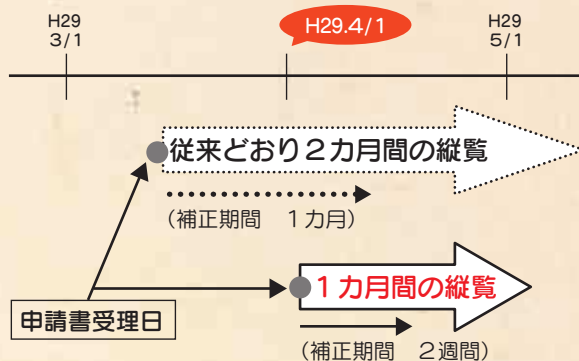 H29
3/1
H29.4/1
H29
5/1
従来どおり２カ月間の縦覧
（補正期間　１カ月）
１カ月間の縦覧
申請書受理日
（補正期間　２週間）